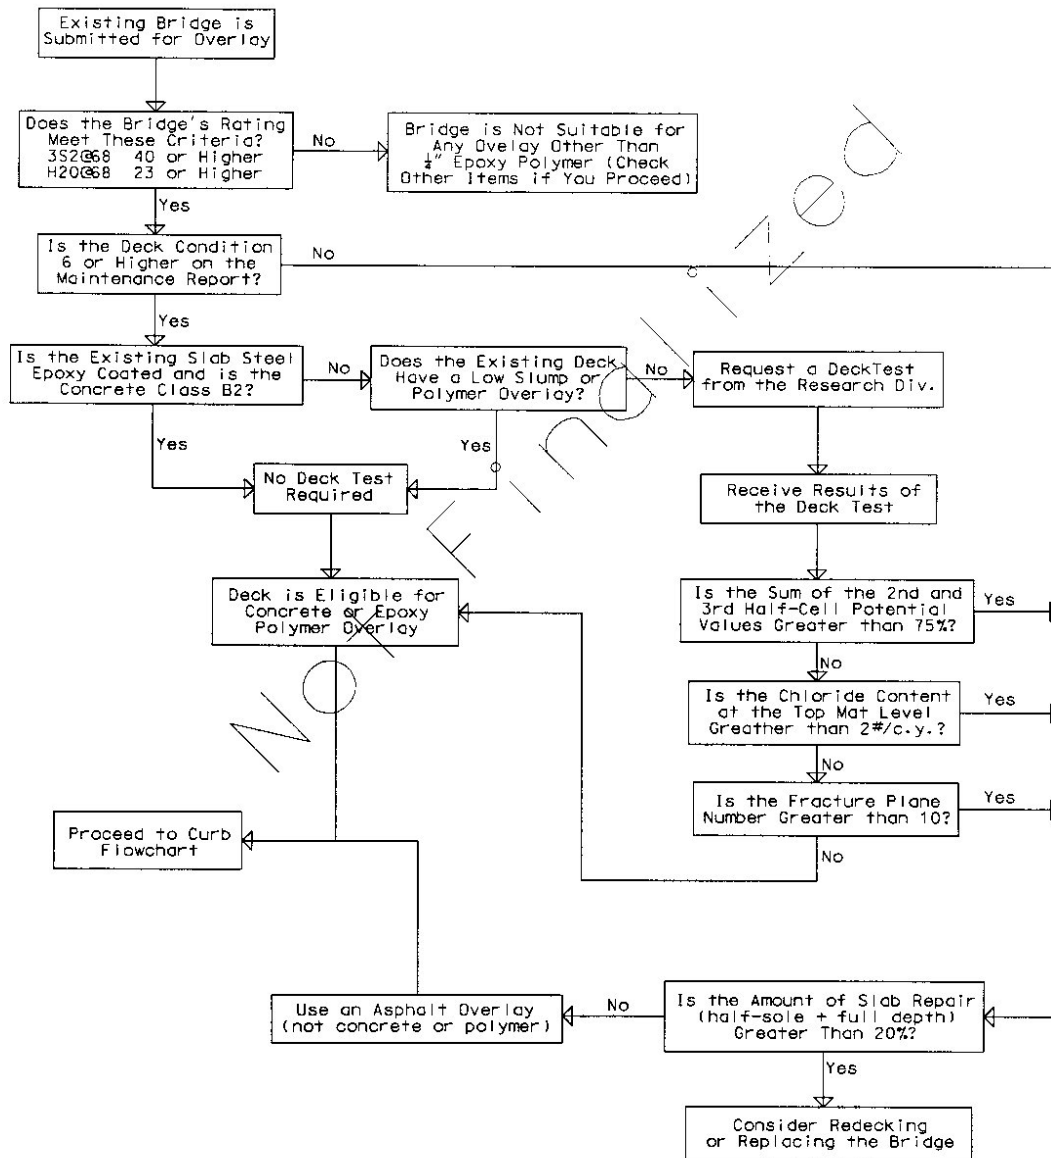 Existing Bridge is
Submitted for Overlay
Does the Bridge's Rating
Meet These Criteria?
3S2@68 40 or Higher
H20@68 23 or Higher
No
Bridge is Not Suitable for
Any Ovelay Other Than
¼" Epoxy Polymer (Check
Other Items if You Proceed)
Yes
Is the Deck Condition
6 or Higher on the
Maintenance Report?
No
Yes
Is the Existing Slab Steel
Epoxy Coated and is the
Concrete Class B2?
No
Does the Existing Deck
Have a Low Slump or
Polymer Overlay?
No
Request a DeckTest
from the Research Div.
Yes
Yes
No Deck Test
Required
Receive Results of
the Deck Test
Deck is Eligible for
Concrete or Epoxy
Polymer Overlay
Is the Sum of the 2nd and
3rd Half-Cell Potential
Values Greater than 75%?
Yes
No
Is the Chloride Content
at the Top Mat Level
Greather than 2#/c.y.?
Yes
No
Is the Fracture Plane
Number Greater than 10?
Yes
No
Proceed to Curb
Flowchart
Use an Asphalt Overlay
(not concrete or polymer)
No
Is the Amount of Slab Repair
(half-sole + full depth)
Greater Than 20%?
Yes
Consider Redecking
or Replacing the Bridge
Not Finalized